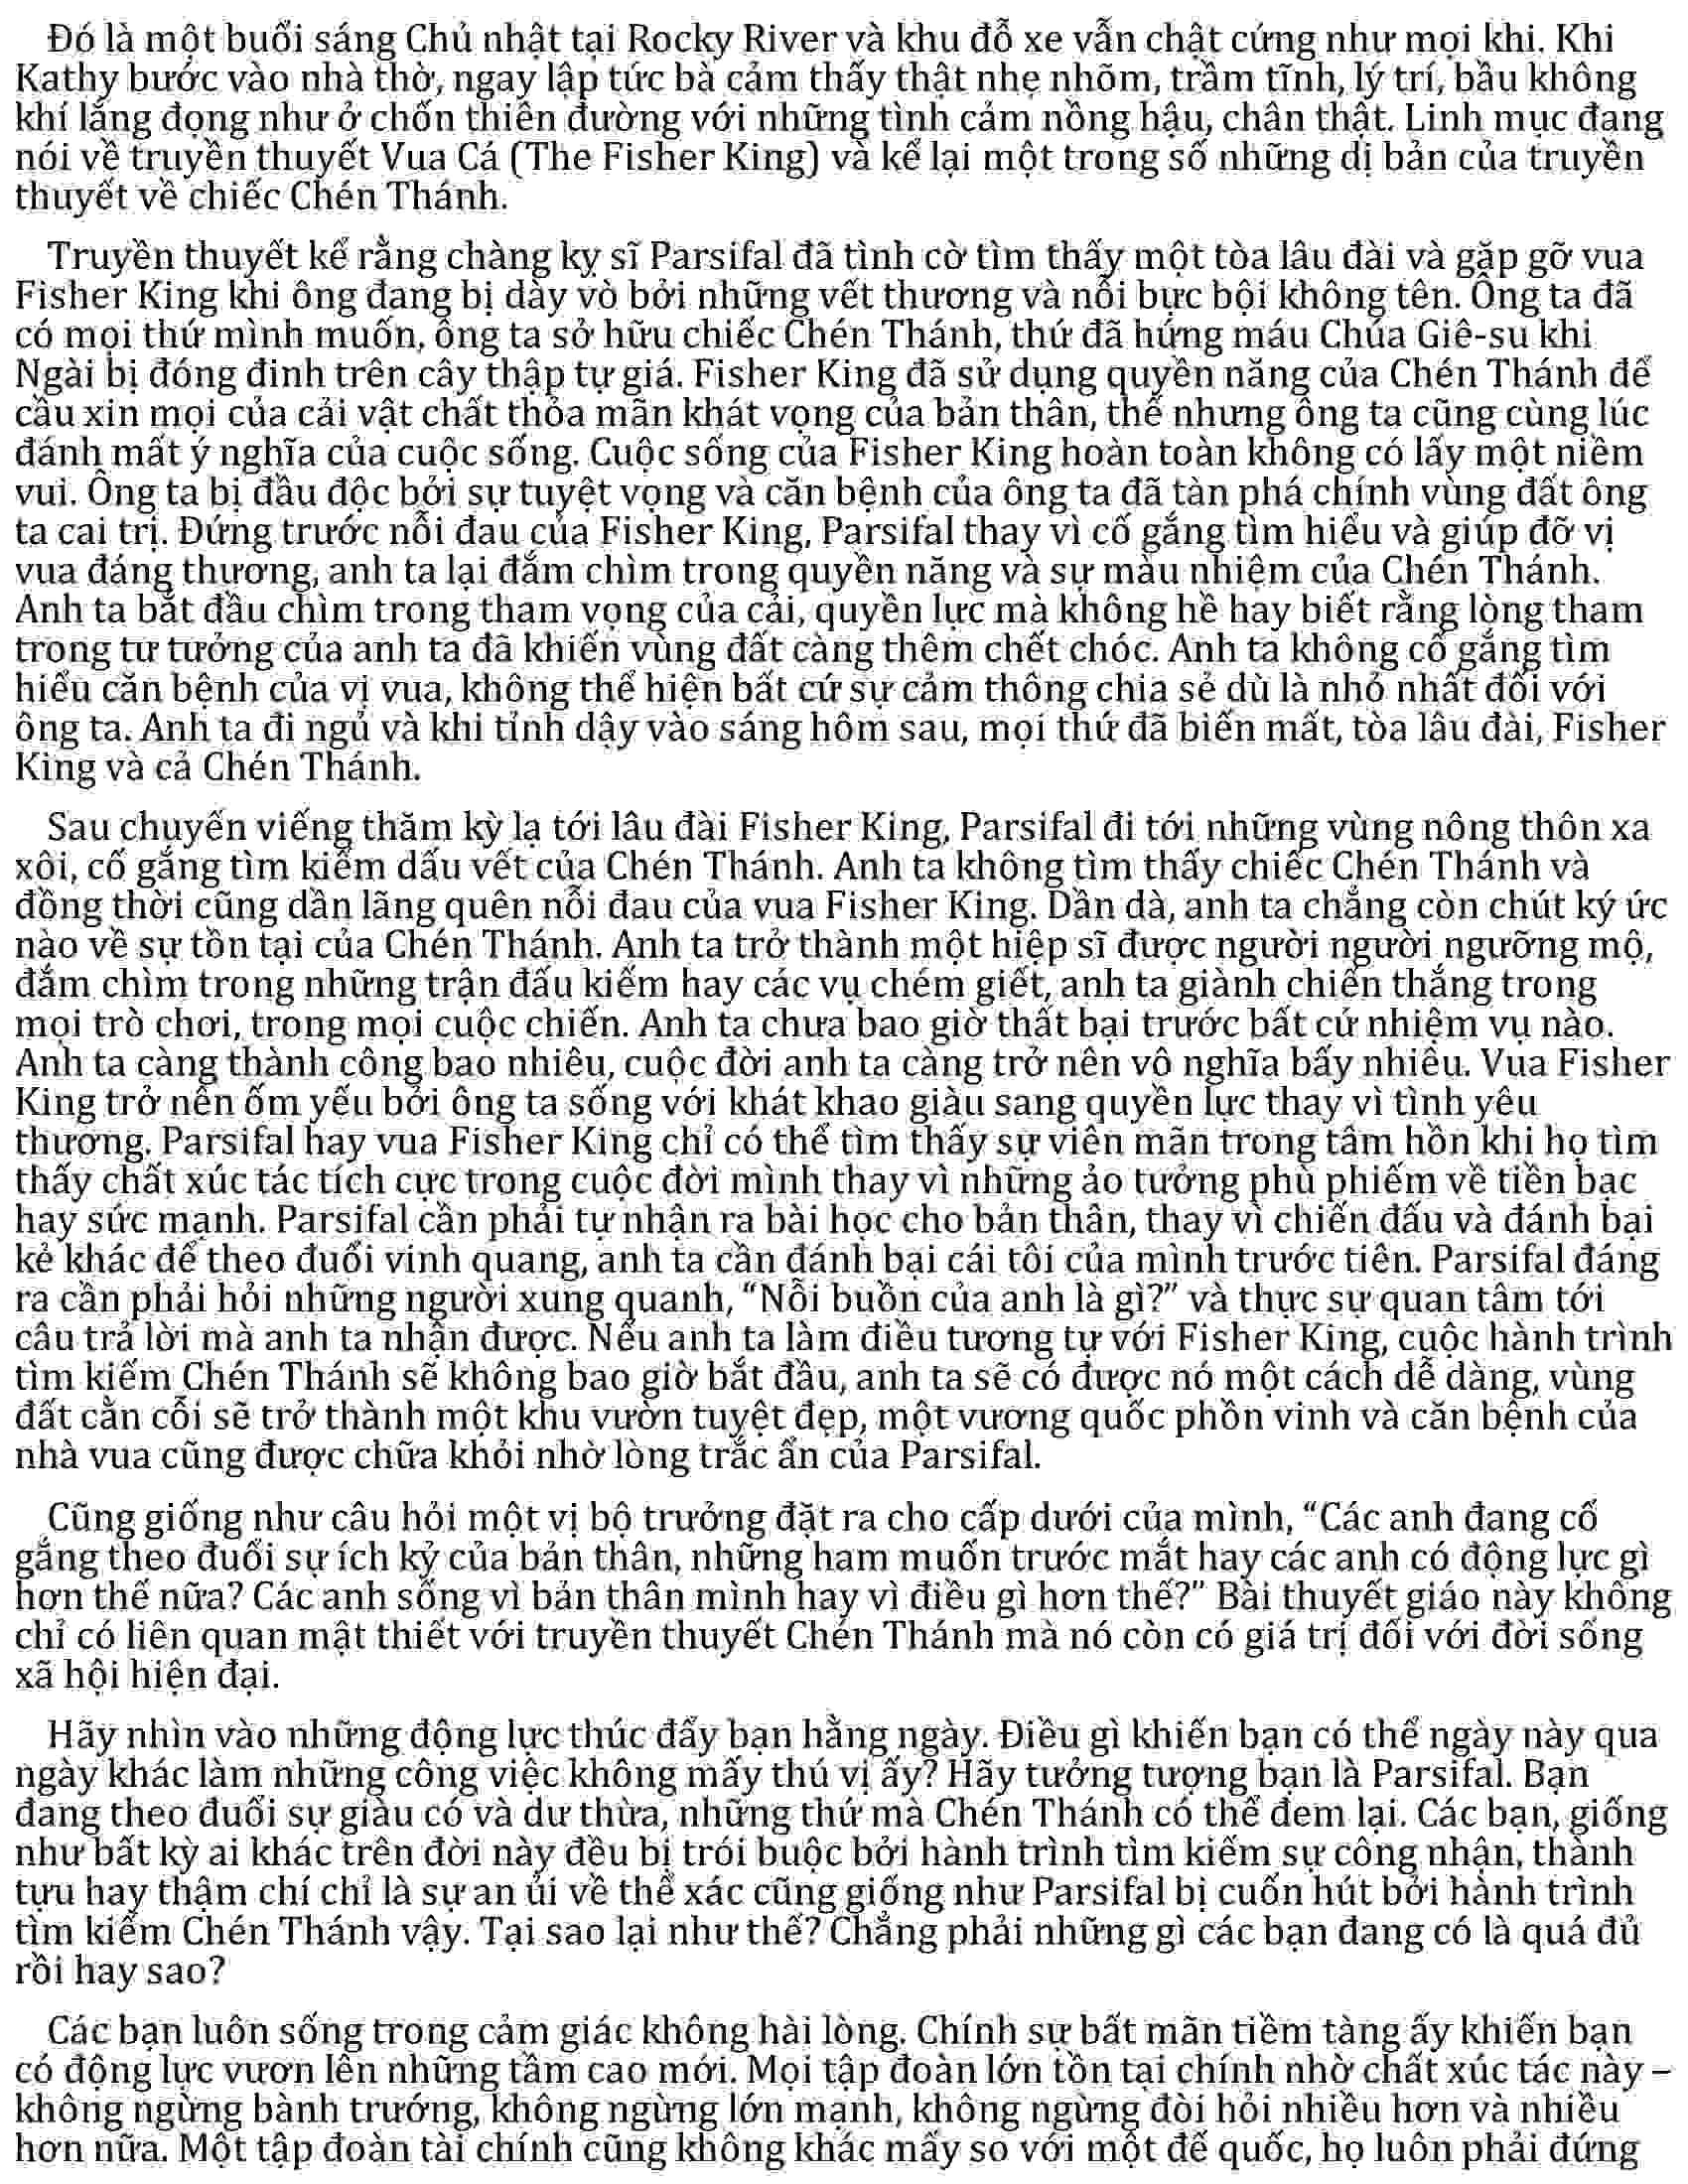 Đó là một buổi sáng Chủ nhật tại Rocky River và khu đỗ xe vẫn chật cứng như mọi khi. Khi
Kathy bước vào nhà thờ, ngay lập tức bà cảm thấy thật nhẹ nhõm, trầm tĩnh, lý trí, bầu không
khí lắng đọng như ở chốn thiên đường với những tình cảm nồng hậu, chân thật. Linh mục đang
nói về truyền thuyết Vua Cá (The Fisher King) và kể lại một trong số những dị bản của truyền
thuyết về chiếc Chén Thánh.
Truyền thuyết kể rằng chàng kỵ sĩ Parsifal đã tình cờ tìm thấy một tòa lâu đài và gặp gỡ vua
Fisher King khi ông đang bị dày vò bởi những vết thương và nỗi bực bội không tên. Ông ta đã
có mọi thứ mình muốn, ông ta sở hữu chiếc Chén Thánh, thứ đã hứng máu Chúa Giê-su khi
Ngài bị đóng đinh trên cây thập tự giá. Fisher King đã sử dụng quyền năng của Chén Thánh để
cầu xin mọi của cải vật chất thỏa mãn khát vọng của bản thân, thế nhưng ông ta cũng cùng lúc
đánh mất ý nghĩa của cuộc sống. Cuộc sống của Fisher King hoàn toàn không có lấy một niềm
vui. Ông ta bị đầu độc bởi sự tuyệt vọng và căn bệnh của ông ta đã tàn phá chính vùng đất ông
ta cai trị. Đứng trước nỗi đau của Fisher King, Parsifal thay vì cố gắng tìm hiểu và giúp đỡ vị
vua đáng thương, anh ta lại đắm chìm trong quyền năng và sự màu nhiệm của Chén Thánh.
Anh ta bắt đầu chìm trong tham vọng của cải, quyền lực mà không hề hay biết rằng lòng tham
trong tư tưởng của anh ta đã khiến vùng đất càng thêm chết chóc. Anh ta không cố gắng tìm
hiểu căn bệnh của vị vua, không thể hiện bất cứ sự cảm thông chia sẻ dù là nhỏ nhất đối với
ông ta. Anh ta đi ngủ và khi tỉnh dậy vào sáng hôm sau, mọi thứ đã biến mất, tòa lâu đài, Fisher
King và cả Chén Thánh.
Sau chuyến viếng thăm kỳ lạ tới lâu đài Fisher King, Parsifal đi tới những vùng nông thôn xa
xôi, cố gắng tìm kiếm dấu vết của Chén Thánh. Anh ta không tìm thấy chiếc Chén Thánh và
đồng thời cũng dần lãng quên nỗi đau của vua Fisher King. Dần dà, anh ta chẳng còn chút ký ức
nào về sự tồn tại của Chén Thánh. Anh ta trở thành một hiệp sĩ được người người ngưỡng mộ,
đắm chìm trong những trận đấu kiếm hay các vụ chém giết, anh ta giành chiến thắng trong
mọi trò chơi, trong mọi cuộc chiến. Anh ta chưa bao giờ thất bại trước bất cứ nhiệm vụ nào.
Anh ta càng thành công bao nhiêu, cuộc đời anh ta càng trở nên vô nghĩa bấy nhiêu. Vua Fisher
King trở nên ốm yếu bởi ông ta sống với khát khao giàu sang quyền lực thay vì tình yêu
thương. Parsifal hay vua Fisher King chỉ có thể tìm thấy sự viên mãn trong tâm hồn khi họ tìm
thấy chất xúc tác tích cực trong cuộc đời mình thay vì những ảo tưởng phù phiếm về tiền bạc
hay sức mạnh. Parsifal cần phải tự nhận ra bài học cho bản thân, thay vì chiến đấu và đánh bại
kẻ khác để theo đuổi vinh quang, anh ta cần đánh bại cái tôi của mình trước tiên. Parsifal đáng
ra cần phải hỏi những người xung quanh, “Nỗi buồn của anh là gì?” và thực sự quan tâm tới
câu trả lời mà anh ta nhận được. Nếu anh ta làm điều tương tự với Fisher King, cuộc hành trình
tìm kiếm Chén Thánh sẽ không bao giờ bắt đầu, anh ta sẽ có được nó một cách dễ dàng, vùng
đất cằn cỗi sẽ trở thành một khu vườn tuyệt đẹp, một vương quốc phồn vinh và căn bệnh của
nhà vua cũng được chữa khỏi nhờ lòng trắc ẩn của Parsifal.
Cũng giống như câu hỏi một vị bộ trưởng đặt ra cho cấp dưới của mình, “Các anh đang cố
gắng theo đuổi sự ích kỷ của bản thân, những ham muốn trước mắt hay các anh có động lực gì
hơn thế nữa? Các anh sống vì bản thân mình hay vì điều gì hơn thế?” Bài thuyết giáo này không
chỉ có liên quan mật thiết với truyền thuyết Chén Thánh mà nó còn có giá trị đối với đời sống
xã hội hiện đại.
Hãy nhìn vào những động lực thúc đẩy bạn hằng ngày. Điều gì khiến bạn có thể ngày này qua
ngày khác làm những công việc không mấy thú vị ấy? Hãy tưởng tượng bạn là Parsifal. Bạn
đang theo đuổi sự giàu có và dư thừa, những thứ mà Chén Thánh có thể đem lại. Các bạn, giống
như bất kỳ ai khác trên đời này đều bị trói buộc bởi hành trình tìm kiếm sự công nhận, thành
tựu hay thậm chí chỉ là sự an ủi về thể xác cũng giống như Parsifal bị cuốn hút bởi hành trình
tìm kiếm Chén Thánh vậy. Tại sao lại như thế? Chẳng phải những gì các bạn đang có là quá đủ
rồi hay sao?
Các bạn luôn sống trong cảm giác không hài lòng. Chính sự bất mãn tiềm tàng ấy khiến bạn
có động lực vươn lên những tầm cao mới. Mọi tập đoàn lớn tồn tại chính nhờ chất xúc tác này –
không ngừng bành trướng, không ngừng lớn mạnh, không ngừng đòi hỏi nhiều hơn và nhiều
hơn nữa. Một tập đoàn tài chính cũng không khác mấy so với một đế quốc, họ luôn phải đứng